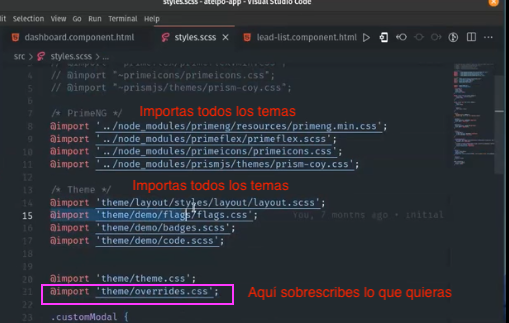 styles.scss - atelpo-app - Visual Studio Code
dit Selection View Go Run Terminal Help
dashboard.component.html styles.scss lead-list.component.html
src > styles.scss > ...
4 // @import "~primeicons/primeicons.css";
5 // @import "~prismjs/themes/prism-coy.css";
6
7 /* PrimeNG */ Importas todos los temas
8 @import '../node_modules/primeng/resources/primeng.min.css';
9 @import '../node_modules/primeflex/primeflex.scss';
10 @import '../node_modules/primeicons/primeicons.css';
11 @import '../node_modules/prismjs/themes/prism-coy.css';
12
Importas todos los temas
13 /* Theme */
14 @import 'theme/layout/styles/layout/layout.scss';
15 @import 'theme/demo/flags/flags.css'; You, 7 months ago • initial
16 @import 'theme/demo/badges.scss';
17 @import 'theme/demo/code.scss';
18
19
20 @import 'theme/theme.css';
21 @import 'theme/overrides.css'; Aqui sobrescribes lo que quieras
22
23 .customModal {